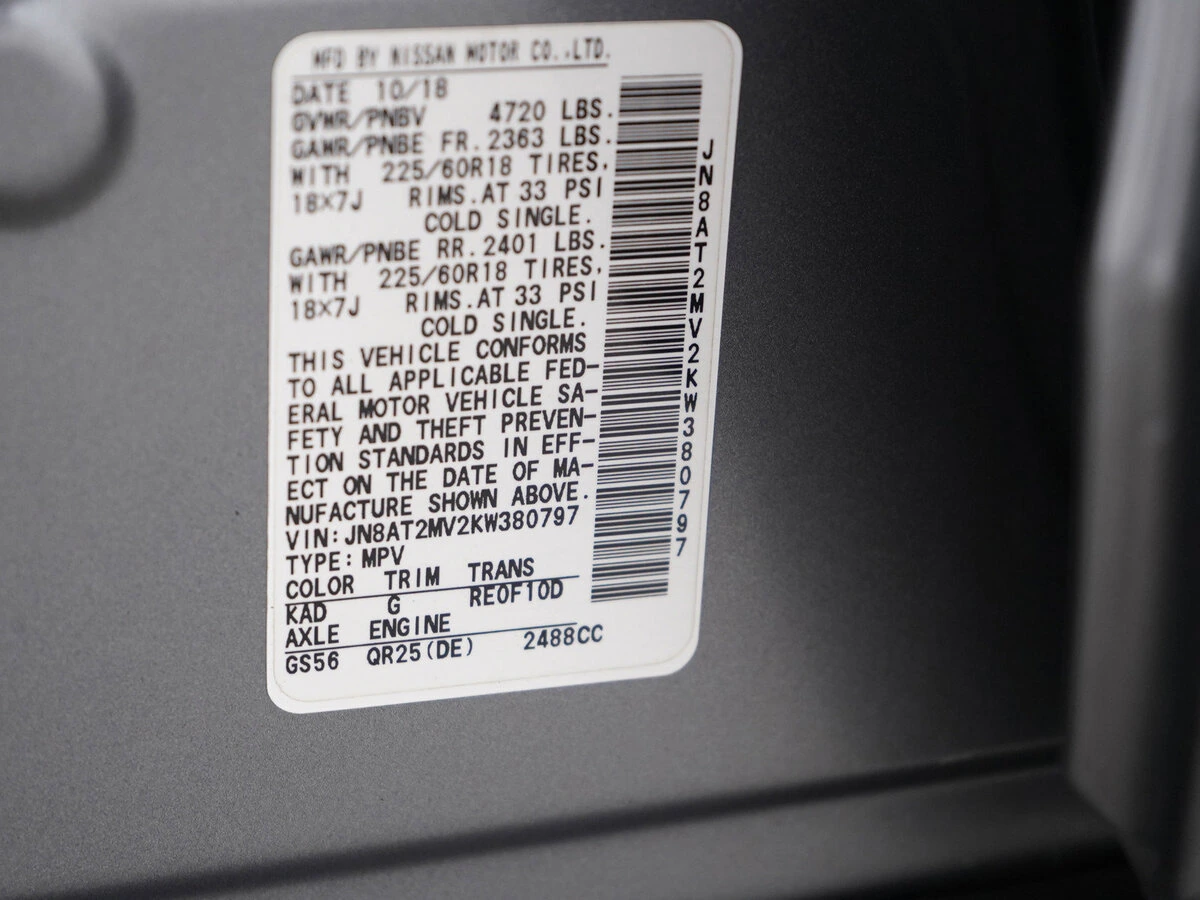 MFD BY NISSAN MOTOR CO.,LTD.
DATE 10/18
GVWR/PNBV 4720 LBS.
GAWR/PNBE FR.2363 LBS.
WITH 225/60R18 TIRES,
18×7J RIMS.AT 33 PSI
COLD SINGLE.
GAWR/PNBE RR.2401 LBS.
WITH 225/60R18 TIRES,
18×7J RIMS.AT 33 PSI
COLD SINGLE.
THIS VEHICLE CONFORMS
TO ALL APPLICABLE FED-
ERAL MOTOR VEHICLE SA-
FETY AND THEFT PREVEN-
TION STANDARDS IN EFF-
ECT ON THE DATE OF MA-
NUFACTURE SHOWN ABOVE.
VIN:JN8AT2MV2KW380797
TYPE:MPV
COLOR TRIM TRANS
KAD G RE0F10D
AXLE ENGINE
GS56 QR25(DE) 2488CC
JN8AT2MV2KW380797